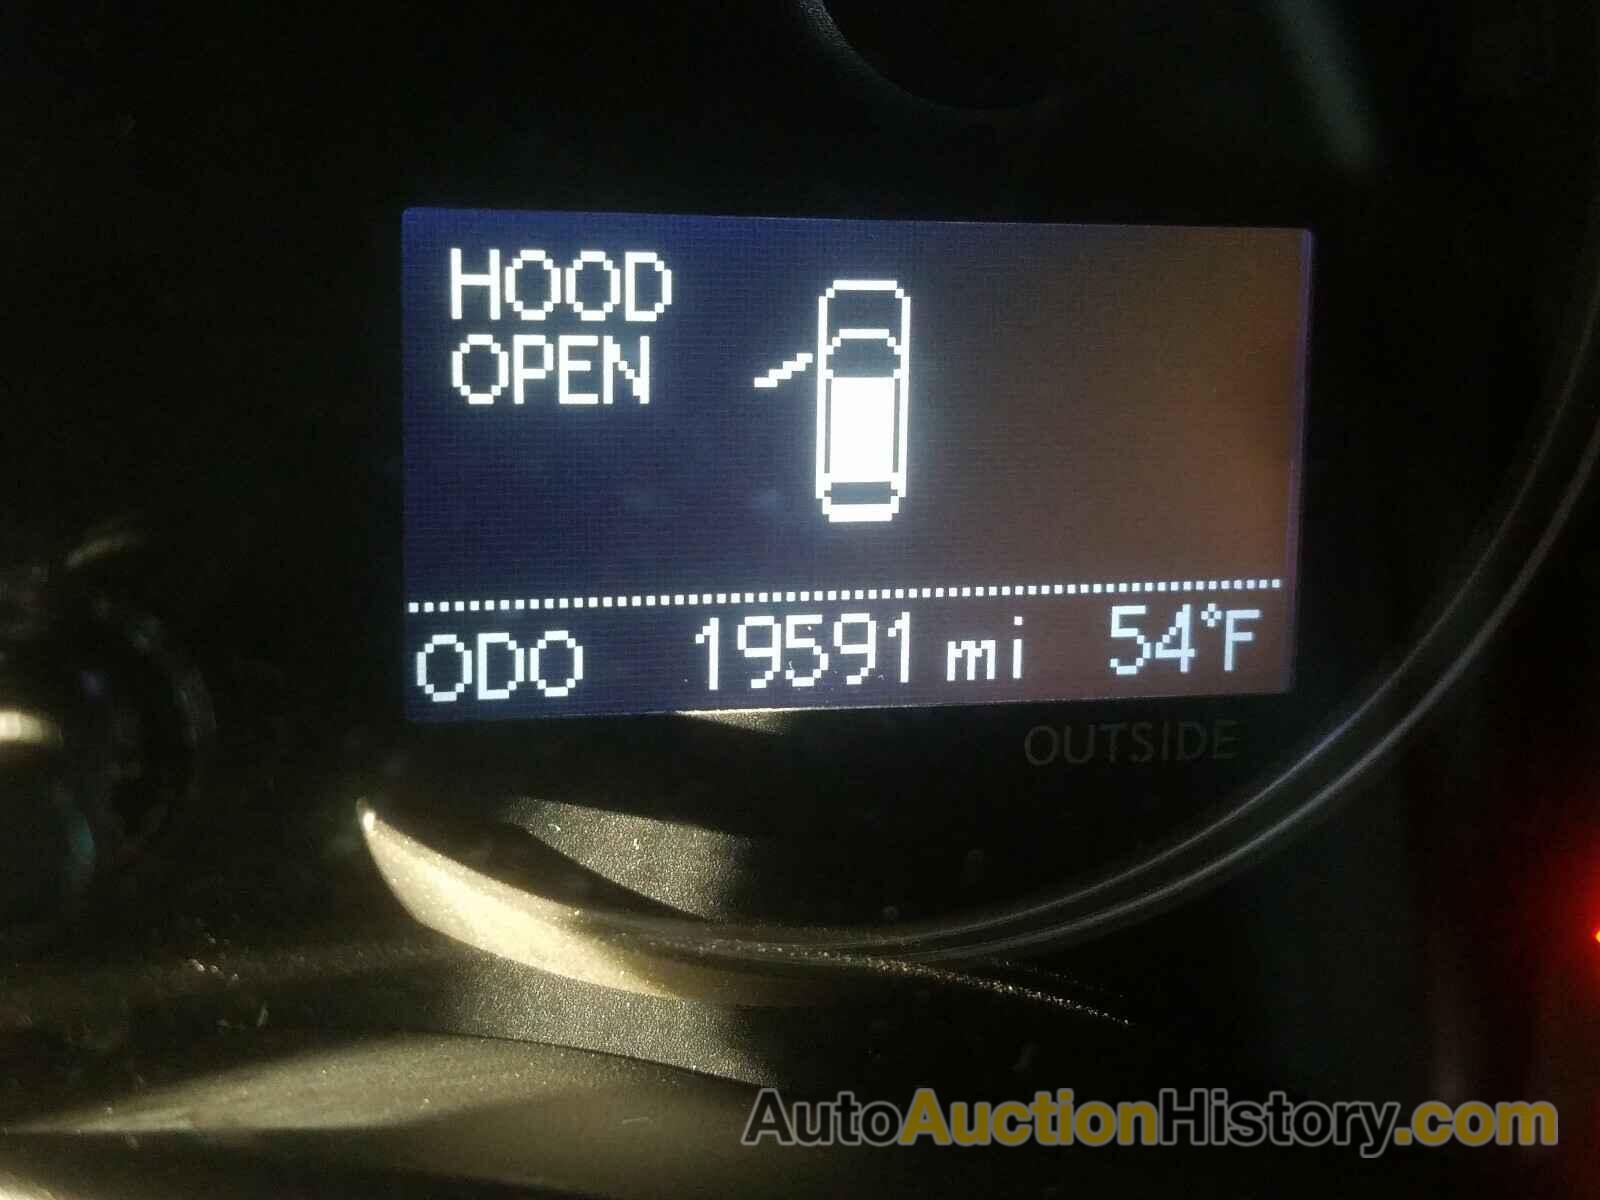 HOOD
OPEN
ODO 19591 mi 54°F
OUTSIDE
AutoAuctionHistory.com